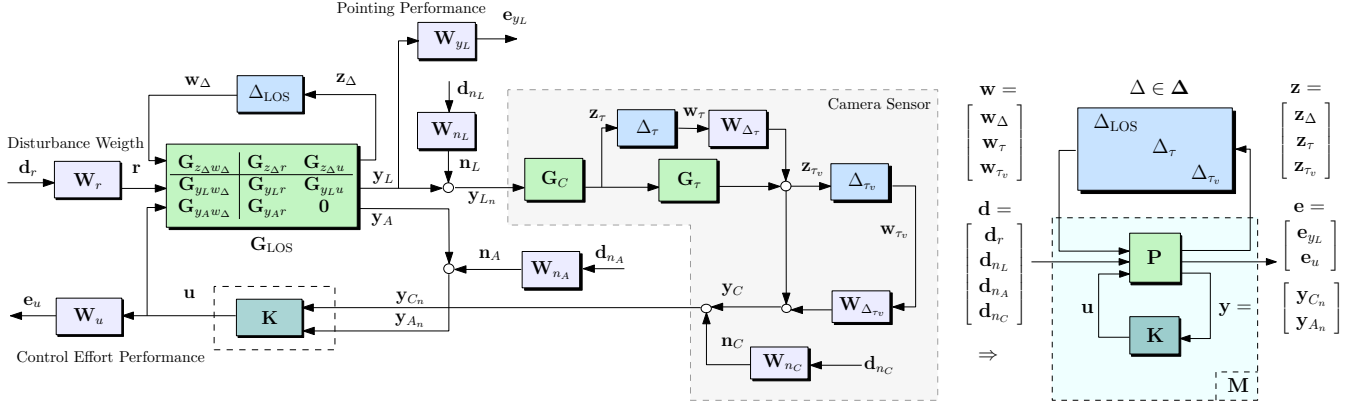 Pointing Performance
e_{y_L}
W_{y_L}
w_Δ
z_Δ
Δ_LOS
d_{n_L}
W_{n_L}
n_L
Disturbance Weigth
d_r
W_r
r
G_{z_Δ w_Δ} G_{z_Δ r} G_{z_Δ u}
G_{y_L w_Δ} G_{y_L r} G_{y_L u}
G_{y_A w_Δ} G_{y_A r} 0
G_LOS
y_L
y_A
y_{L_n}
Camera Sensor
z_τ
Δ_τ
w_τ
W_{Δ_τ}
G_C
G_τ
z_{τ_v}
Δ_{τ_v}
w_{τ_v}
n_A
W_{n_A}
d_{n_A}
e_u
W_u
u
K
y_{C_n}
y_{A_n}
y_C
W_{Δ_{τ_v}}
n_C
W_{n_C}
d_{n_C}
Control Effort Performance
w =
[ w_Δ
w_τ
w_{τ_v} ]
Δ ∈ Δ
Δ_LOS
Δ_τ
Δ_{τ_v}
z =
[ z_Δ
z_τ
z_{τ_v} ]
d =
[ d_r
d_{n_L}
d_{n_A}
d_{n_C} ]
⇒
P
u
K
y =
M
e =
[ e_{y_L}
e_u ]
[ y_{C_n}
y_{A_n} ]